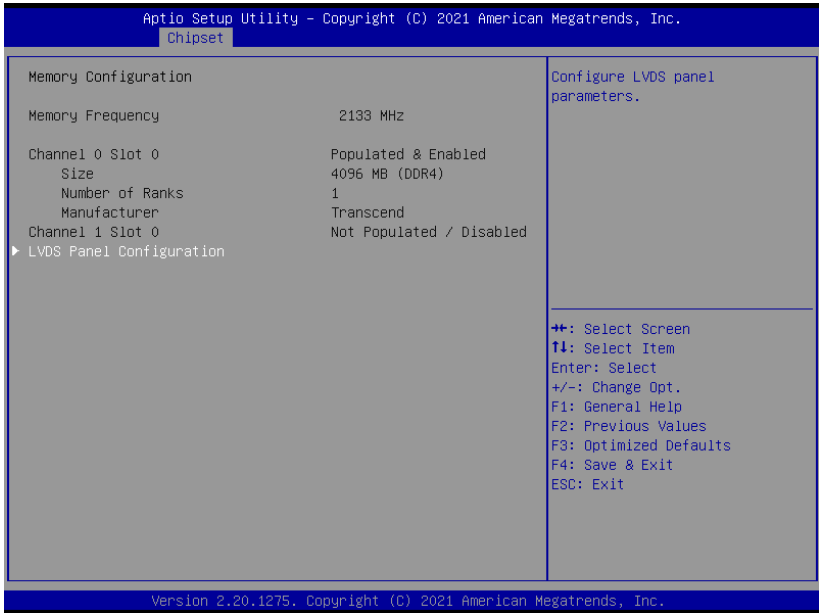 Aptio Setup Utility – Copyright (C) 2021 American Megatrends, Inc.
Chipset
Memory Configuration
Memory Frequency 2133 MHz
Channel 0 Slot 0 Populated & Enabled
Size 4096 MB (DDR4)
Number of Ranks 1
Manufacturer Transcend
Channel 1 Slot 0 Not Populated / Disabled
▶ LVDS Panel Configuration
Configure LVDS panel
parameters.
→←: Select Screen
↑↓: Select Item
Enter: Select
+/-: Change Opt.
F1: General Help
F2: Previous Values
F3: Optimized Defaults
F4: Save & Exit
ESC: Exit
Version 2.20.1275. Copyright (C) 2021 American Megatrends, Inc.